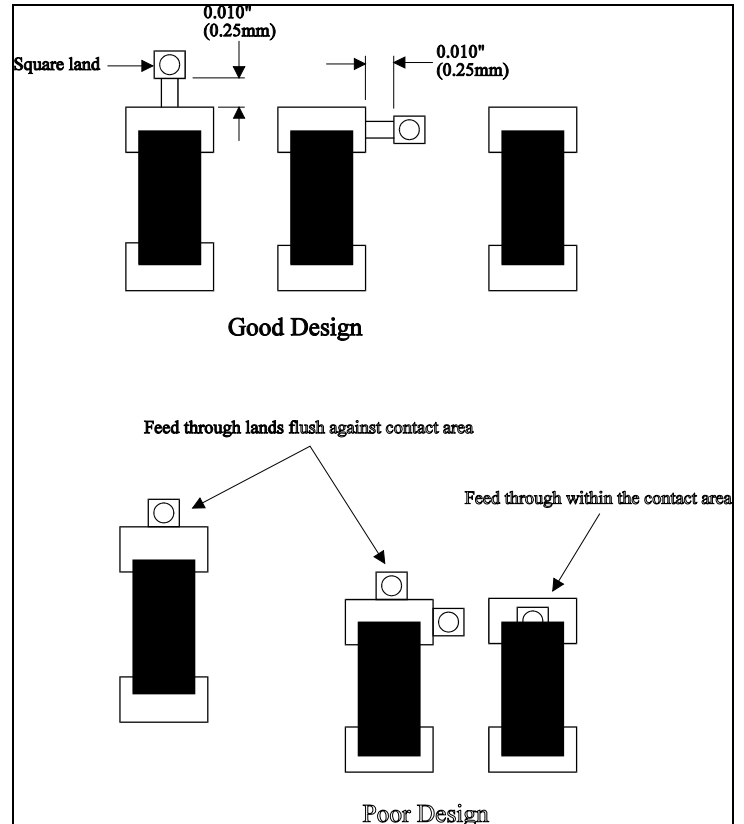 0.010"
(0.25mm)
Square land
0.010"
(0.25mm)
Good Design
Feed through lands flush against contact area
Feed through within the contact area
Poor Design